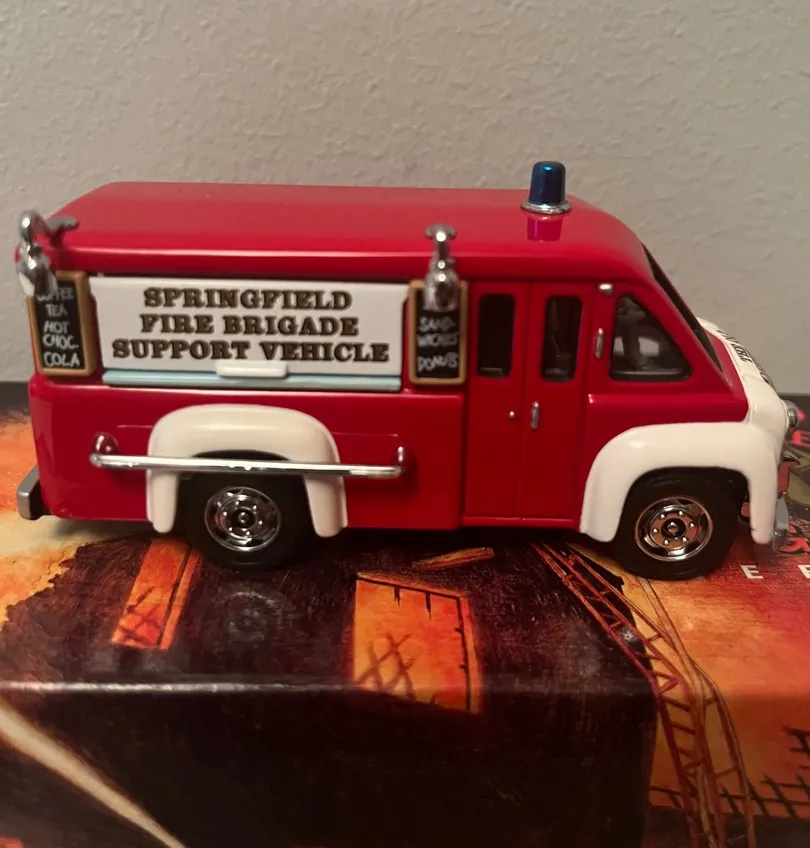 SPRINGFIELD
FIRE BRIGADE
SUPPORT VEHICLE
TEA
HOT
CHOC.
COLA
SAND-
WICHES
DONUTS
E